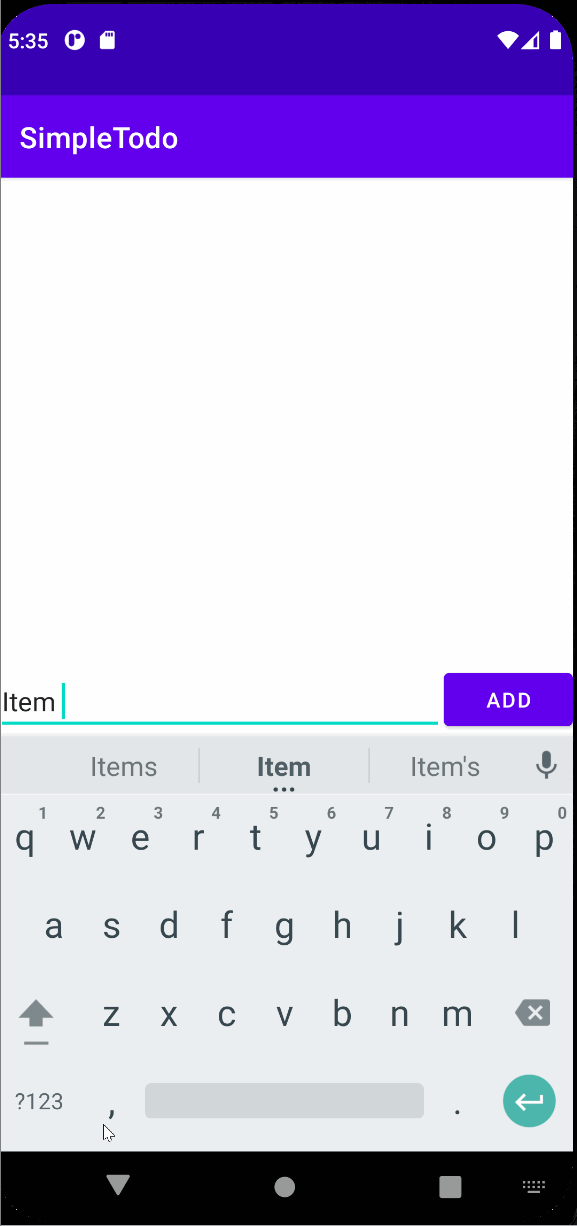 5:35
SimpleTodo
Item
ADD
Items Item Item's
1 2 3 4 5 6 7 8 9 0
q w e r t y u i o p
a s d f g h j k l
z x c v b n m
?123 , .